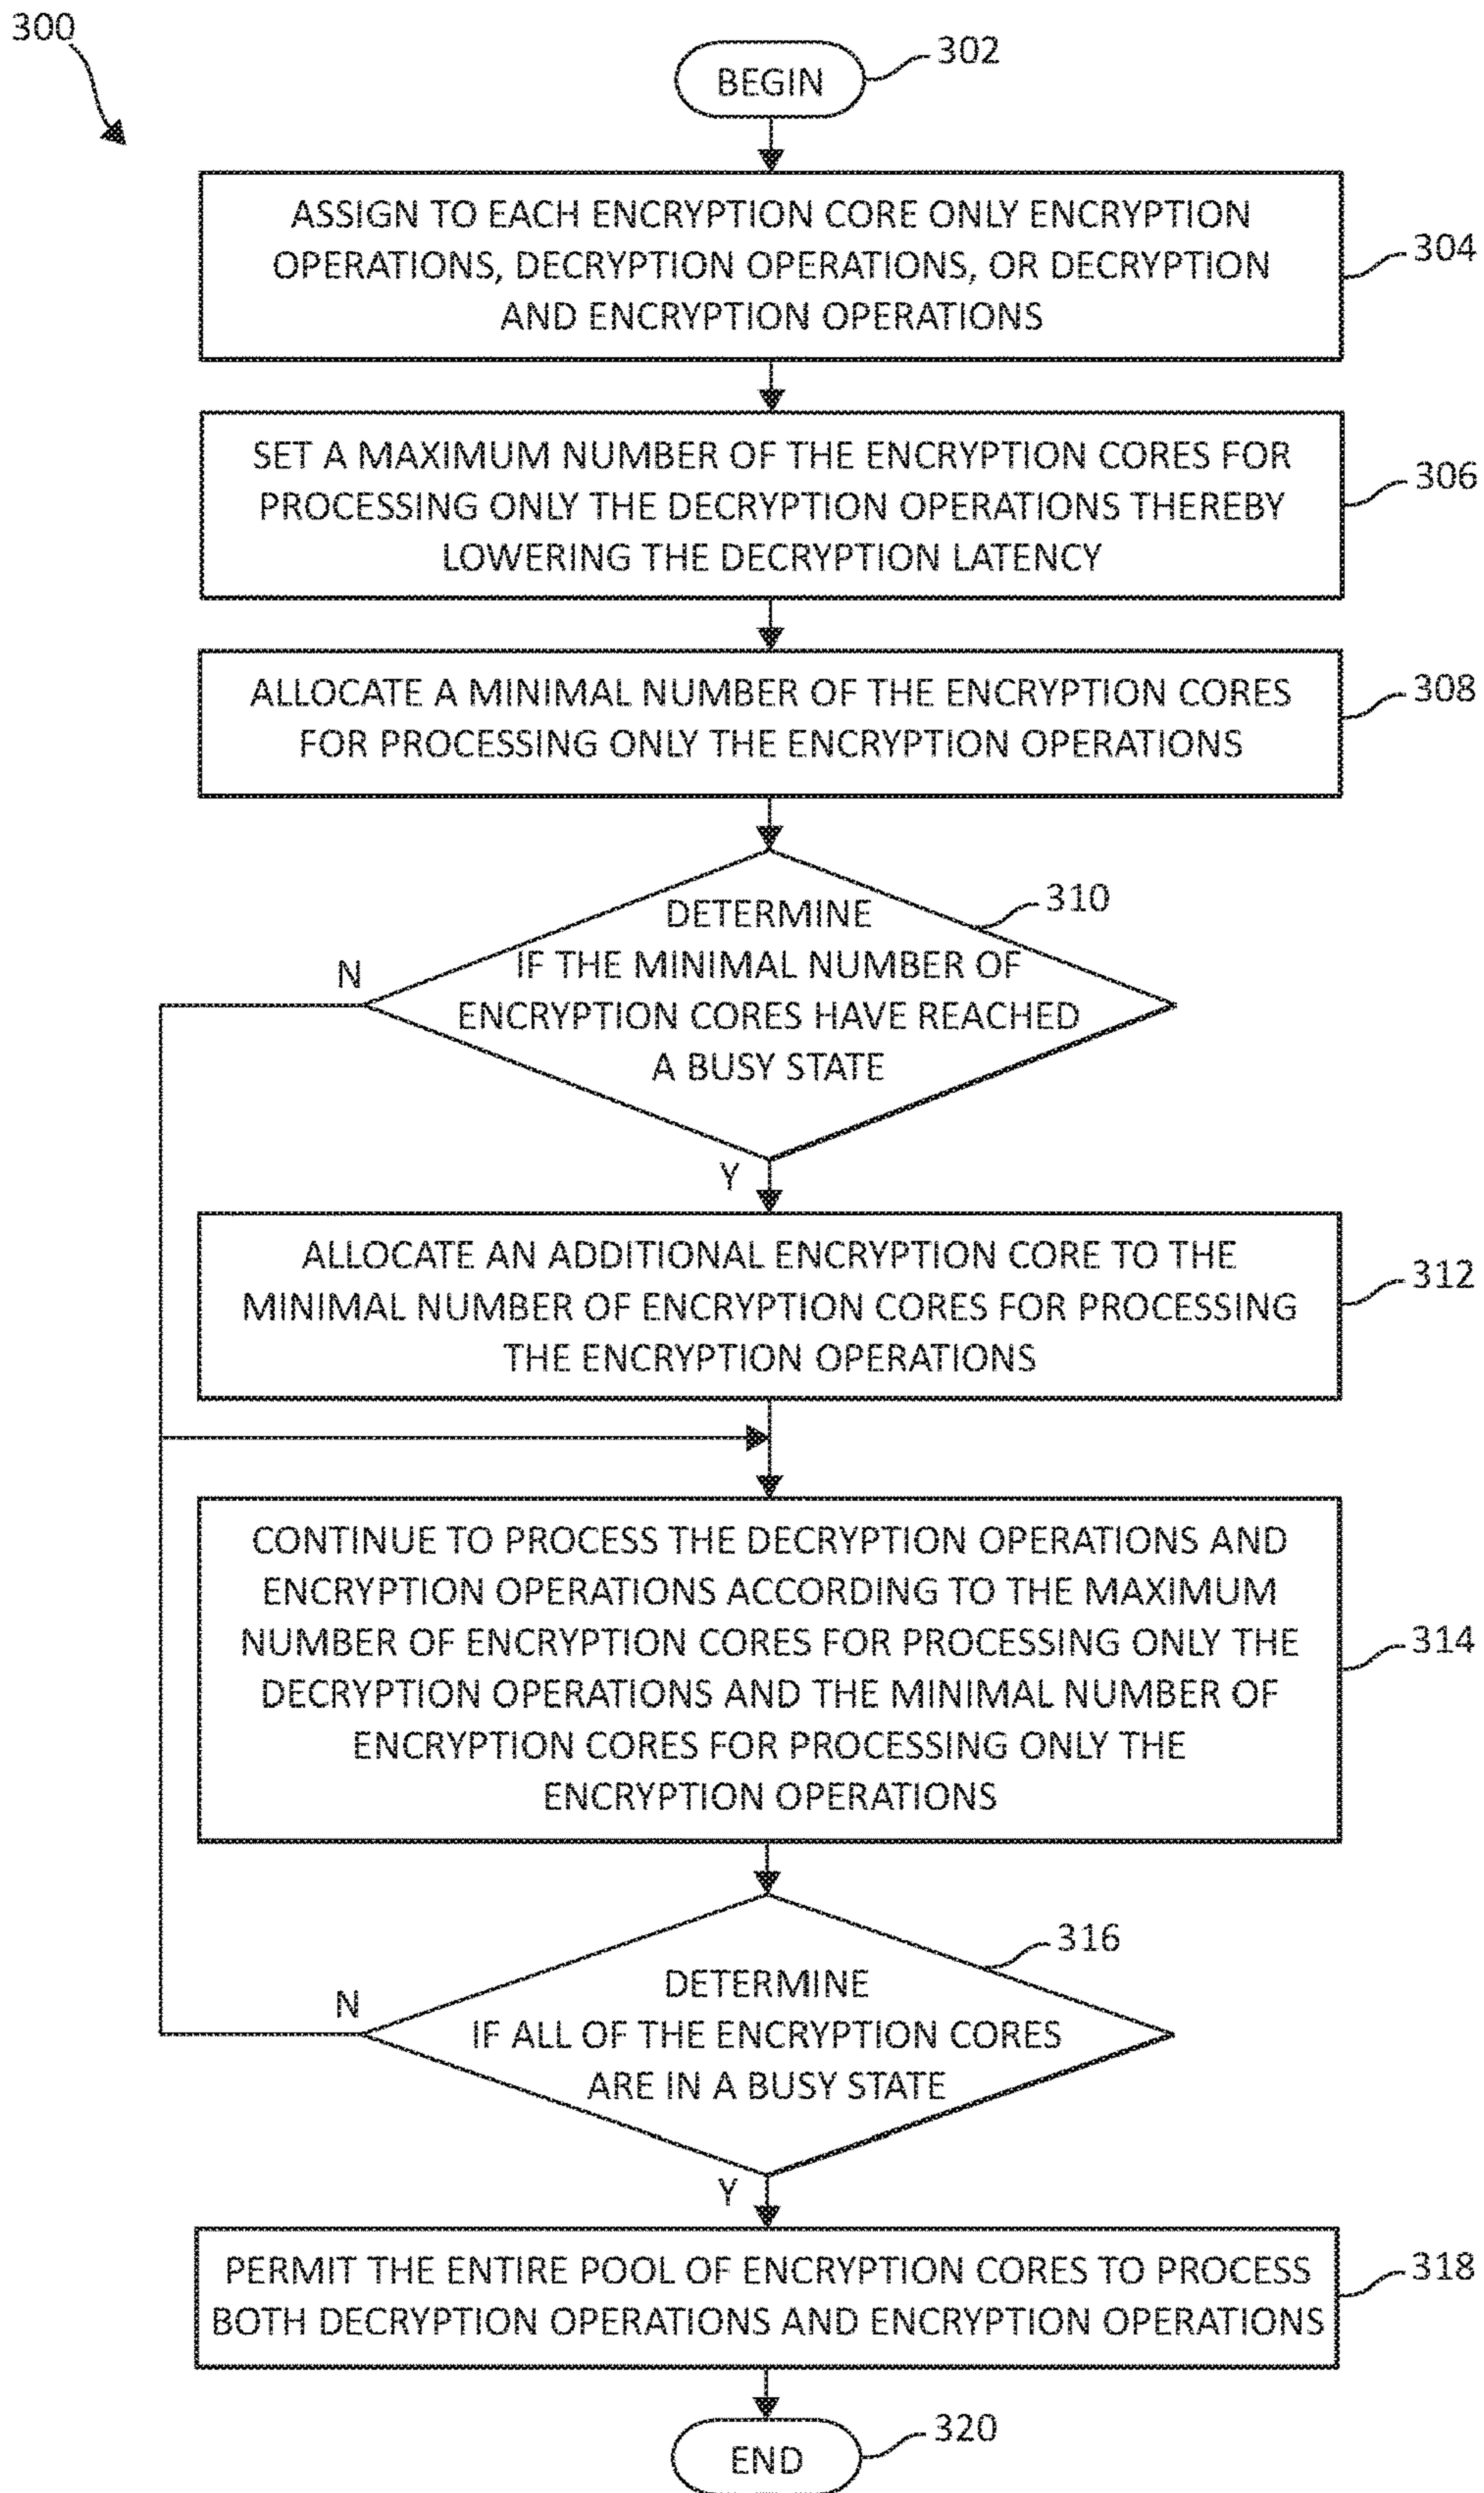 300
BEGIN
302
ASSIGN TO EACH ENCRYPTION CORE ONLY ENCRYPTION
OPERATIONS, DECRYPTION OPERATIONS, OR DECRYPTION
AND ENCRYPTION OPERATIONS
304
SET A MAXIMUM NUMBER OF THE ENCRYPTION CORES FOR
PROCESSING ONLY THE DECRYPTION OPERATIONS THEREBY
LOWERING THE DECRYPTION LATENCY
306
ALLOCATE A MINIMAL NUMBER OF THE ENCRYPTION CORES
FOR PROCESSING ONLY THE ENCRYPTION OPERATIONS
308
DETERMINE
IF THE MINIMAL NUMBER OF
ENCRYPTION CORES HAVE REACHED
A BUSY STATE
310
N
Y
ALLOCATE AN ADDITIONAL ENCRYPTION CORE TO THE
MINIMAL NUMBER OF ENCRYPTION CORES FOR PROCESSING
THE ENCRYPTION OPERATIONS
312
CONTINUE TO PROCESS THE DECRYPTION OPERATIONS AND
ENCRYPTION OPERATIONS ACCORDING TO THE MAXIMUM
NUMBER OF ENCRYPTION CORES FOR PROCESSING ONLY THE
DECRYPTION OPERATIONS AND THE MINIMAL NUMBER OF
ENCRYPTION CORES FOR PROCESSING ONLY THE
ENCRYPTION OPERATIONS
314
DETERMINE
IF ALL OF THE ENCRYPTION CORES
ARE IN A BUSY STATE
316
N
Y
PERMIT THE ENTIRE POOL OF ENCRYPTION CORES TO PROCESS
BOTH DECRYPTION OPERATIONS AND ENCRYPTION OPERATIONS
318
END
320